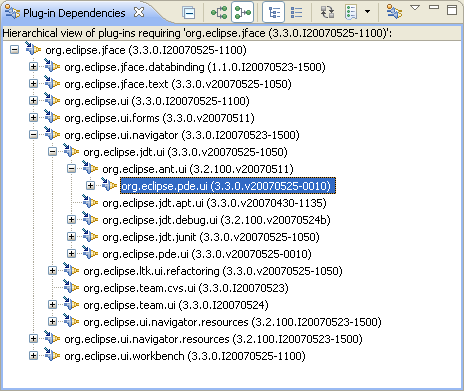 Plug-in Dependencies
Hierarchical view of plug-ins requiring 'org.eclipse.jface (3.3.0.I20070525-1100)':
org.eclipse.jface (3.3.0.I20070525-1100)
org.eclipse.jface.databinding (1.1.0.I20070523-1500)
org.eclipse.jface.text (3.3.0.v20070525-1050)
org.eclipse.ui (3.3.0.I20070525-1100)
org.eclipse.ui.forms (3.3.0.v20070511)
org.eclipse.ui.navigator (3.3.0.I20070523-1500)
org.eclipse.jdt.ui (3.3.0.v20070525-1050)
org.eclipse.ant.ui (3.2.100.v20070511)
org.eclipse.pde.ui (3.3.0.v20070525-0010)
org.eclipse.jdt.apt.ui (3.3.0.v20070430-1135)
org.eclipse.jdt.debug.ui (3.2.100.v20070524b)
org.eclipse.jdt.junit (3.3.0.v20070525-1050)
org.eclipse.pde.ui (3.3.0.v20070525-0010)
org.eclipse.ltk.ui.refactoring (3.3.0.v20070525-1050)
org.eclipse.team.cvs.ui (3.3.0.I20070523)
org.eclipse.team.ui (3.3.0.I20070524)
org.eclipse.ui.navigator.resources (3.2.100.I20070523-1500)
org.eclipse.ui.navigator.resources (3.2.100.I20070523-1500)
org.eclipse.ui.workbench (3.3.0.I20070525-1100)